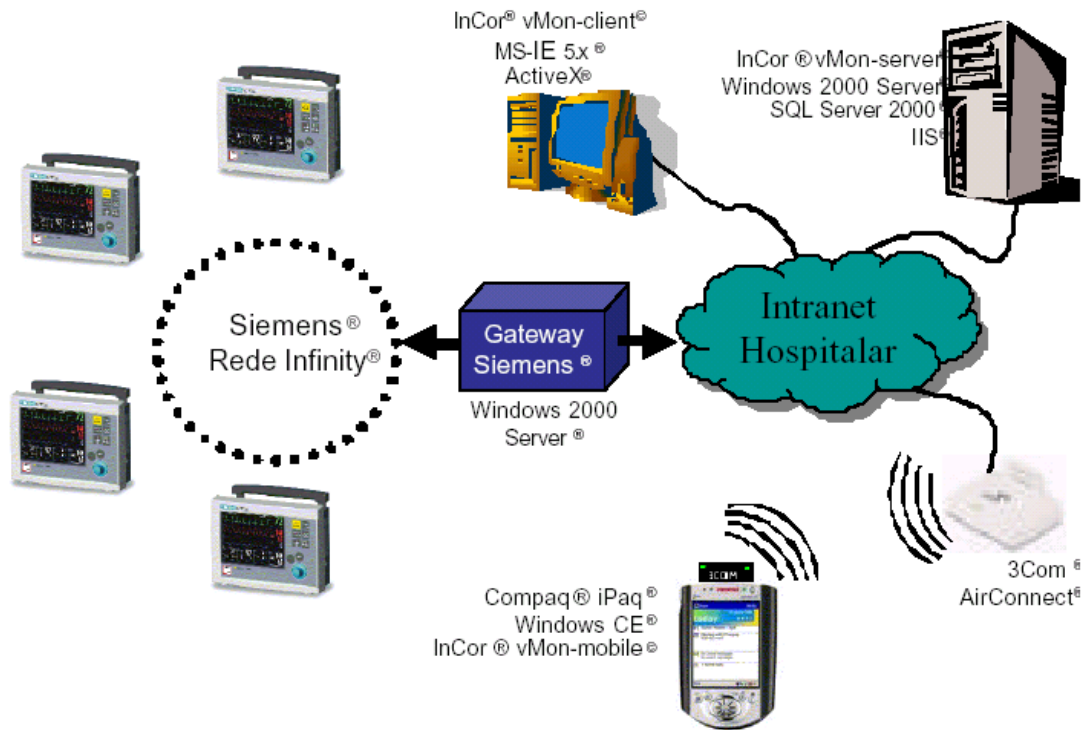 InCor® vMon-client©
MS-IE 5.x ®
ActiveX®
InCor ® vMon-server®
Windows 2000 Server®
SQL Server 2000®
IIS®
Siemens®
Rede Infinity®
Gateway
Siemens ®
Windows 2000
Server ®
Intranet
Hospitalar
3Com ®
AirConnect®
3COM
Compaq® iPaq ®
Windows CE®
InCor ® vMon-mobile ©